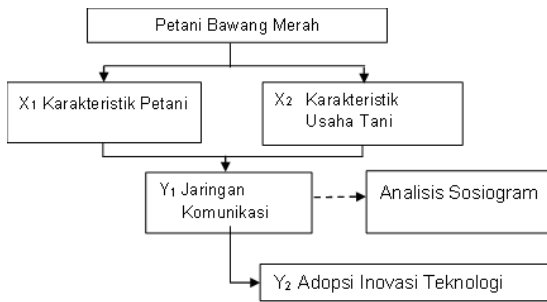 Petani Bawang Merah
X1 Karakteristik Petani
X2 Karakteristik
Usaha Tani
Y1 Jaringan
Komunikasi
Analisis Sosiogram
Y2 Adopsi Inovasi Teknologi